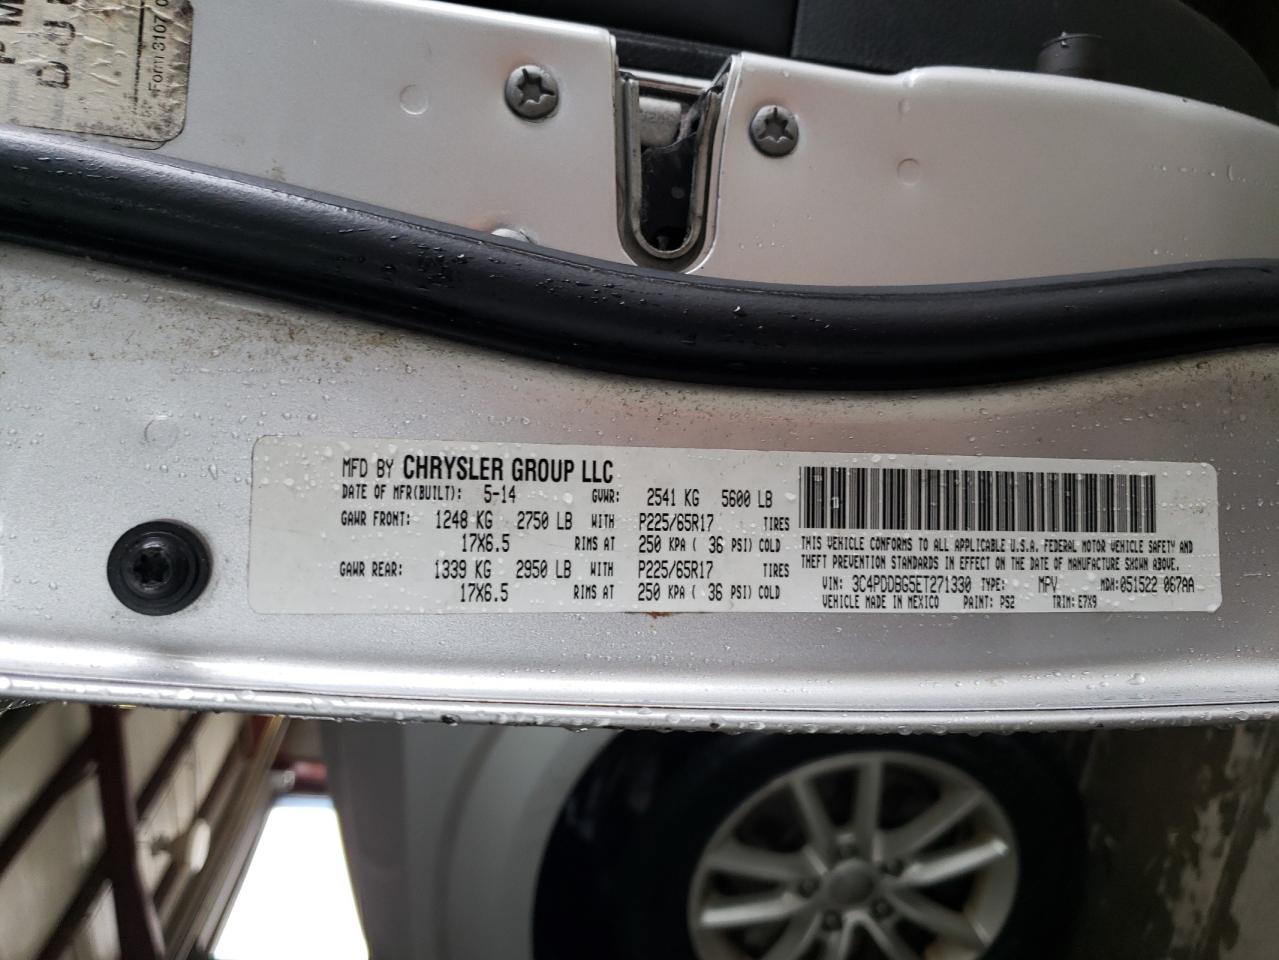 Form 3107
MFD BY CHRYSLER GROUP LLC
DATE OF MFR(BUILT): 5-14 GVWR: 2541 KG 5600 LB
GAWR FRONT: 1248 KG 2750 LB WITH P225/65R17 TIRES
17X6.5 RIMS AT 250 KPA ( 36 PSI) COLD
GAWR REAR: 1339 KG 2950 LB WITH P225/65R17 TIRES
17X6.5 RIMS AT 250 KPA ( 36 PSI) COLD
THIS VEHICLE CONFORMS TO ALL APPLICABLE U.S.A. FEDERAL MOTOR VEHICLE SAFETY AND
THEFT PREVENTION STANDARDS IN EFFECT ON THE DATE OF MANUFACTURE SHOWN ABOVE.
VIN: 3C4PDDBG5ET271330 TYPE: MPV MDH: 051522 067AA
VEHICLE MADE IN MEXICO PAINT: PS2 TRIM: E7X9